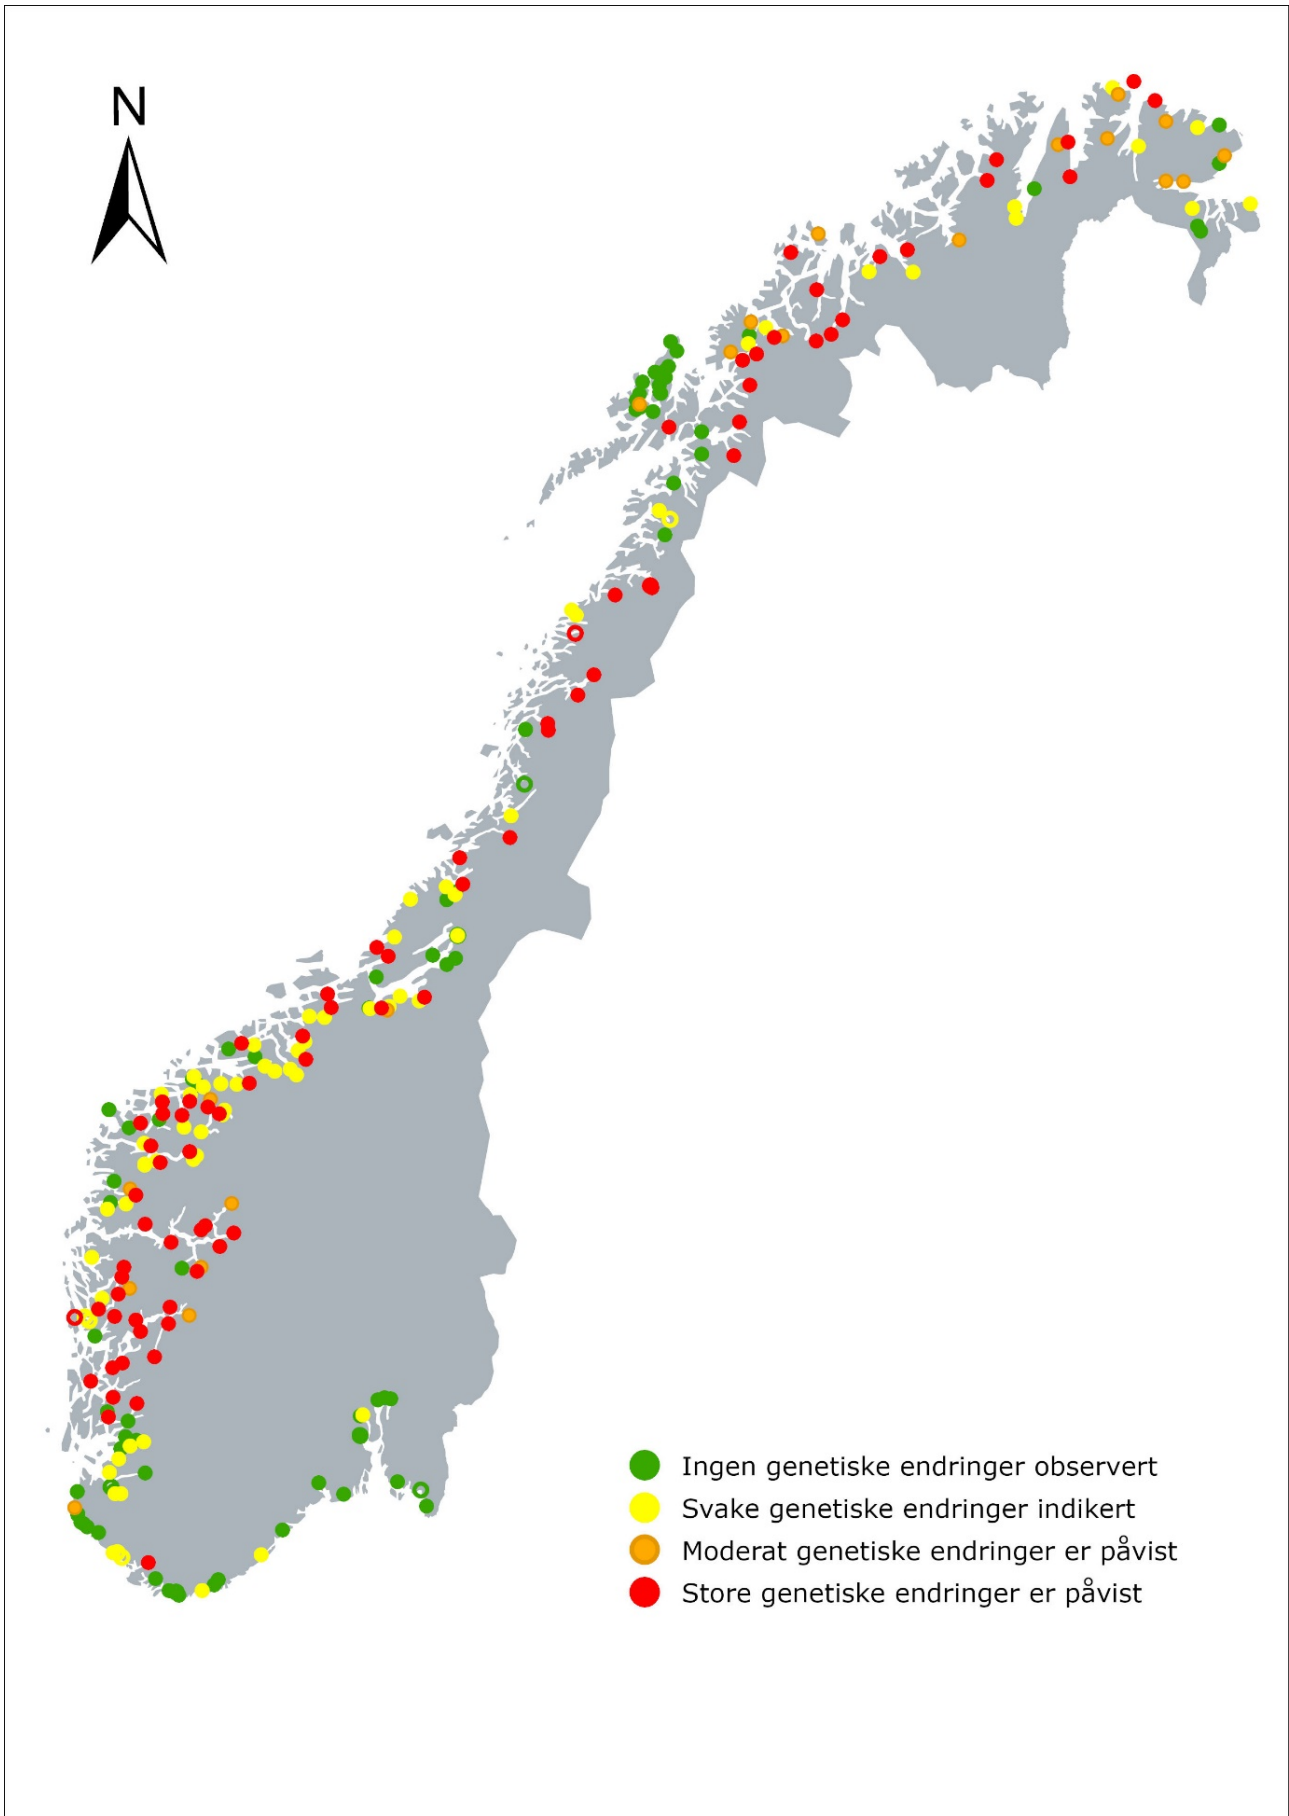 N
Ingen genetiske endringer observert
Svake genetiske endringer indikert
Moderat genetiske endringer er påvist
Store genetiske endringer er påvist